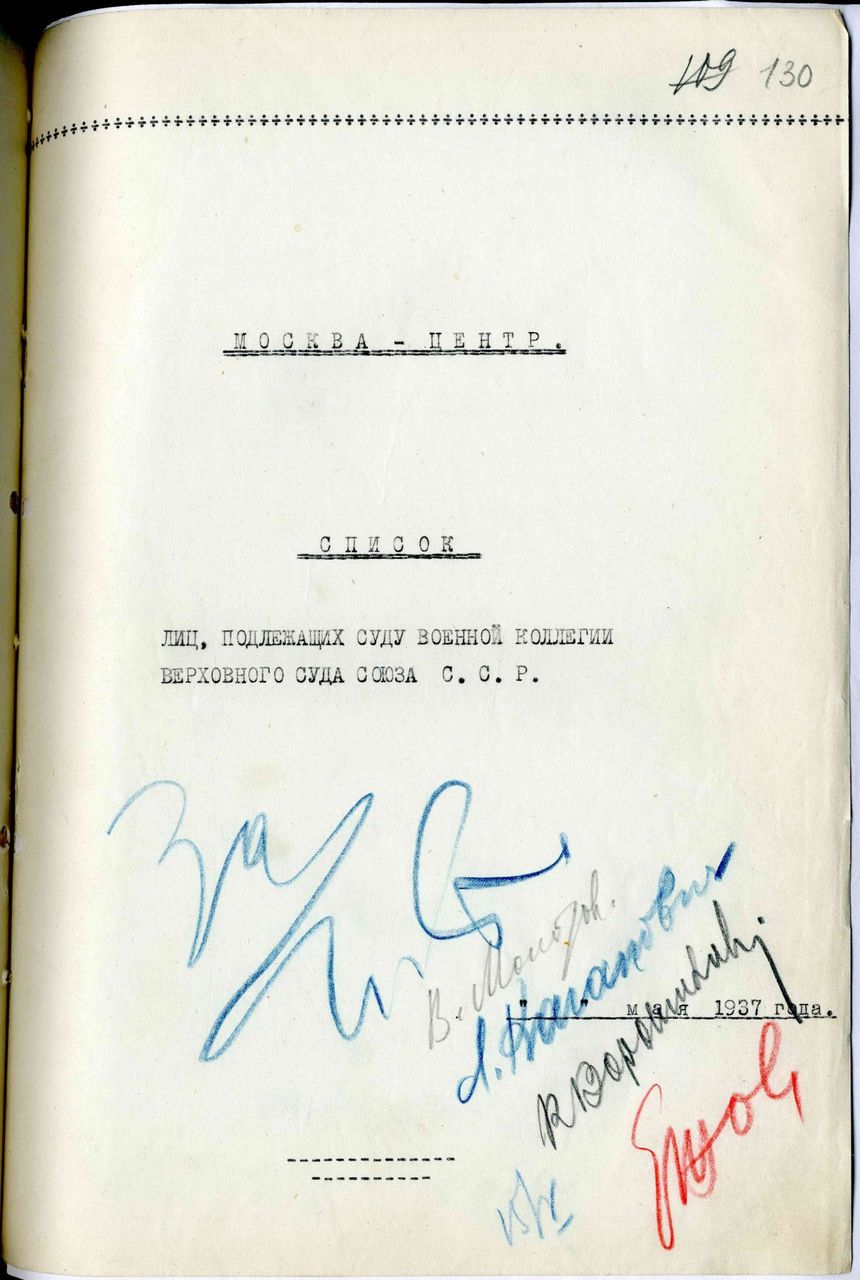 109 130
МОСКВА - ЦЕНТР.
СПИСОК
ЛИЦ, ПОДЛЕЖАЩИХ СУДУ ВОЕННОЙ КОЛЛЕГИИ
ВЕРХОВНОГО СУДА СОЮЗА С. С. Р.
За
И. Ст
В. Молотов.
Л. Каганович
К Ворошилов
" " мая 1937 года.
Ежов